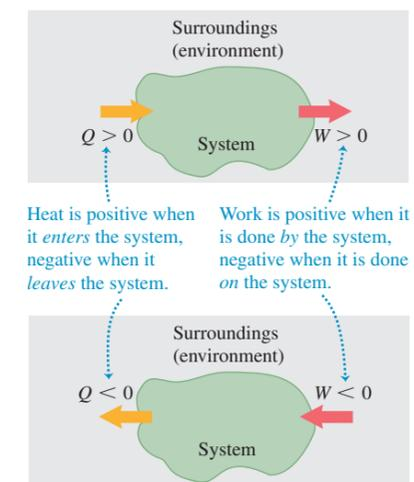 Surroundings
(environment)
Q > 0
System
W > 0
Heat is positive when
it enters the system,
negative when it
leaves the system.
Work is positive when it
is done by the system,
negative when it is done
on the system.
Surroundings
(environment)
Q < 0
W < 0
System